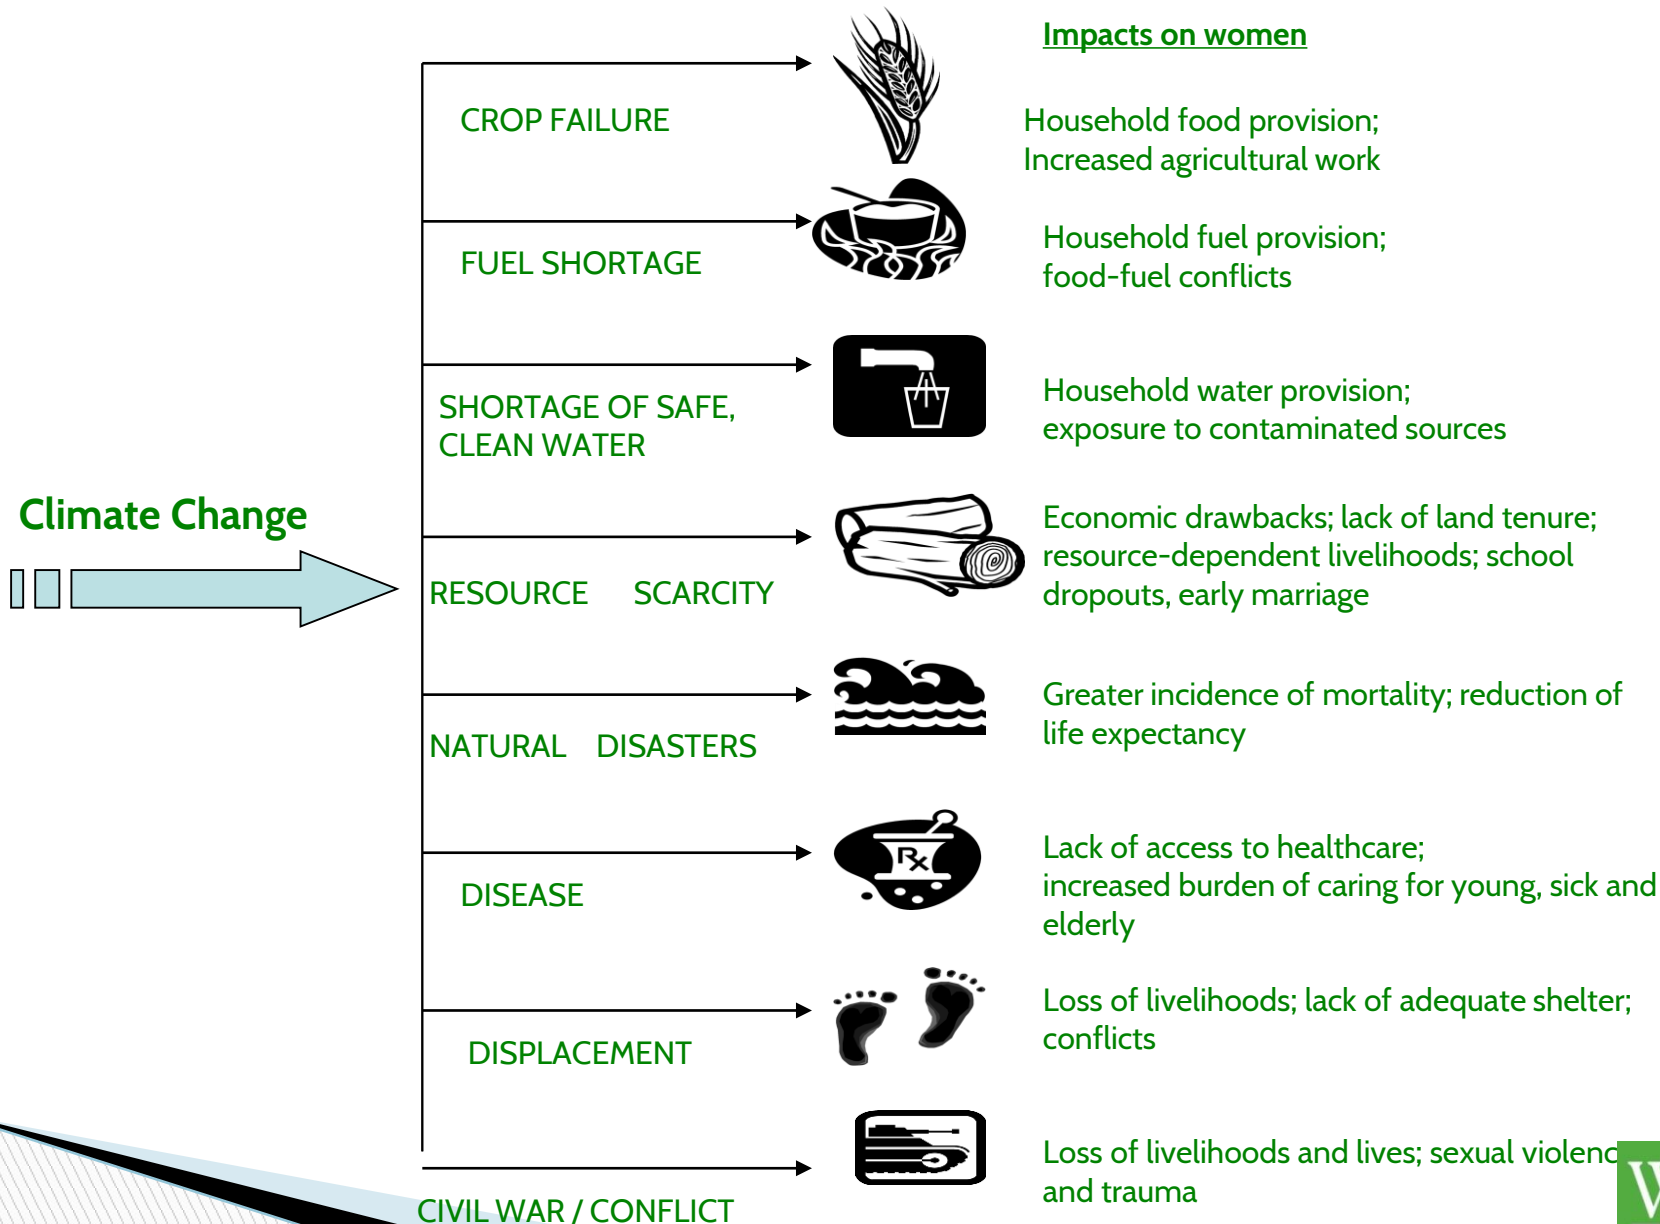 Impacts on women
CROP FAILURE
Household food provision;
Increased agricultural work
FUEL SHORTAGE
Household fuel provision;
food-fuel conflicts
SHORTAGE OF SAFE,
CLEAN WATER
Household water provision;
exposure to contaminated sources
Climate Change
RESOURCE SCARCITY
Economic drawbacks; lack of land tenure;
resource-dependent livelihoods; school
dropouts, early marriage
NATURAL DISASTERS
Greater incidence of mortality; reduction of
life expectancy
Rx
DISEASE
Lack of access to healthcare;
increased burden of caring for young, sick and
elderly
DISPLACEMENT
Loss of livelihoods; lack of adequate shelter;
conflicts
CIVIL WAR / CONFLICT
Loss of livelihoods and lives; sexual violenc
and trauma